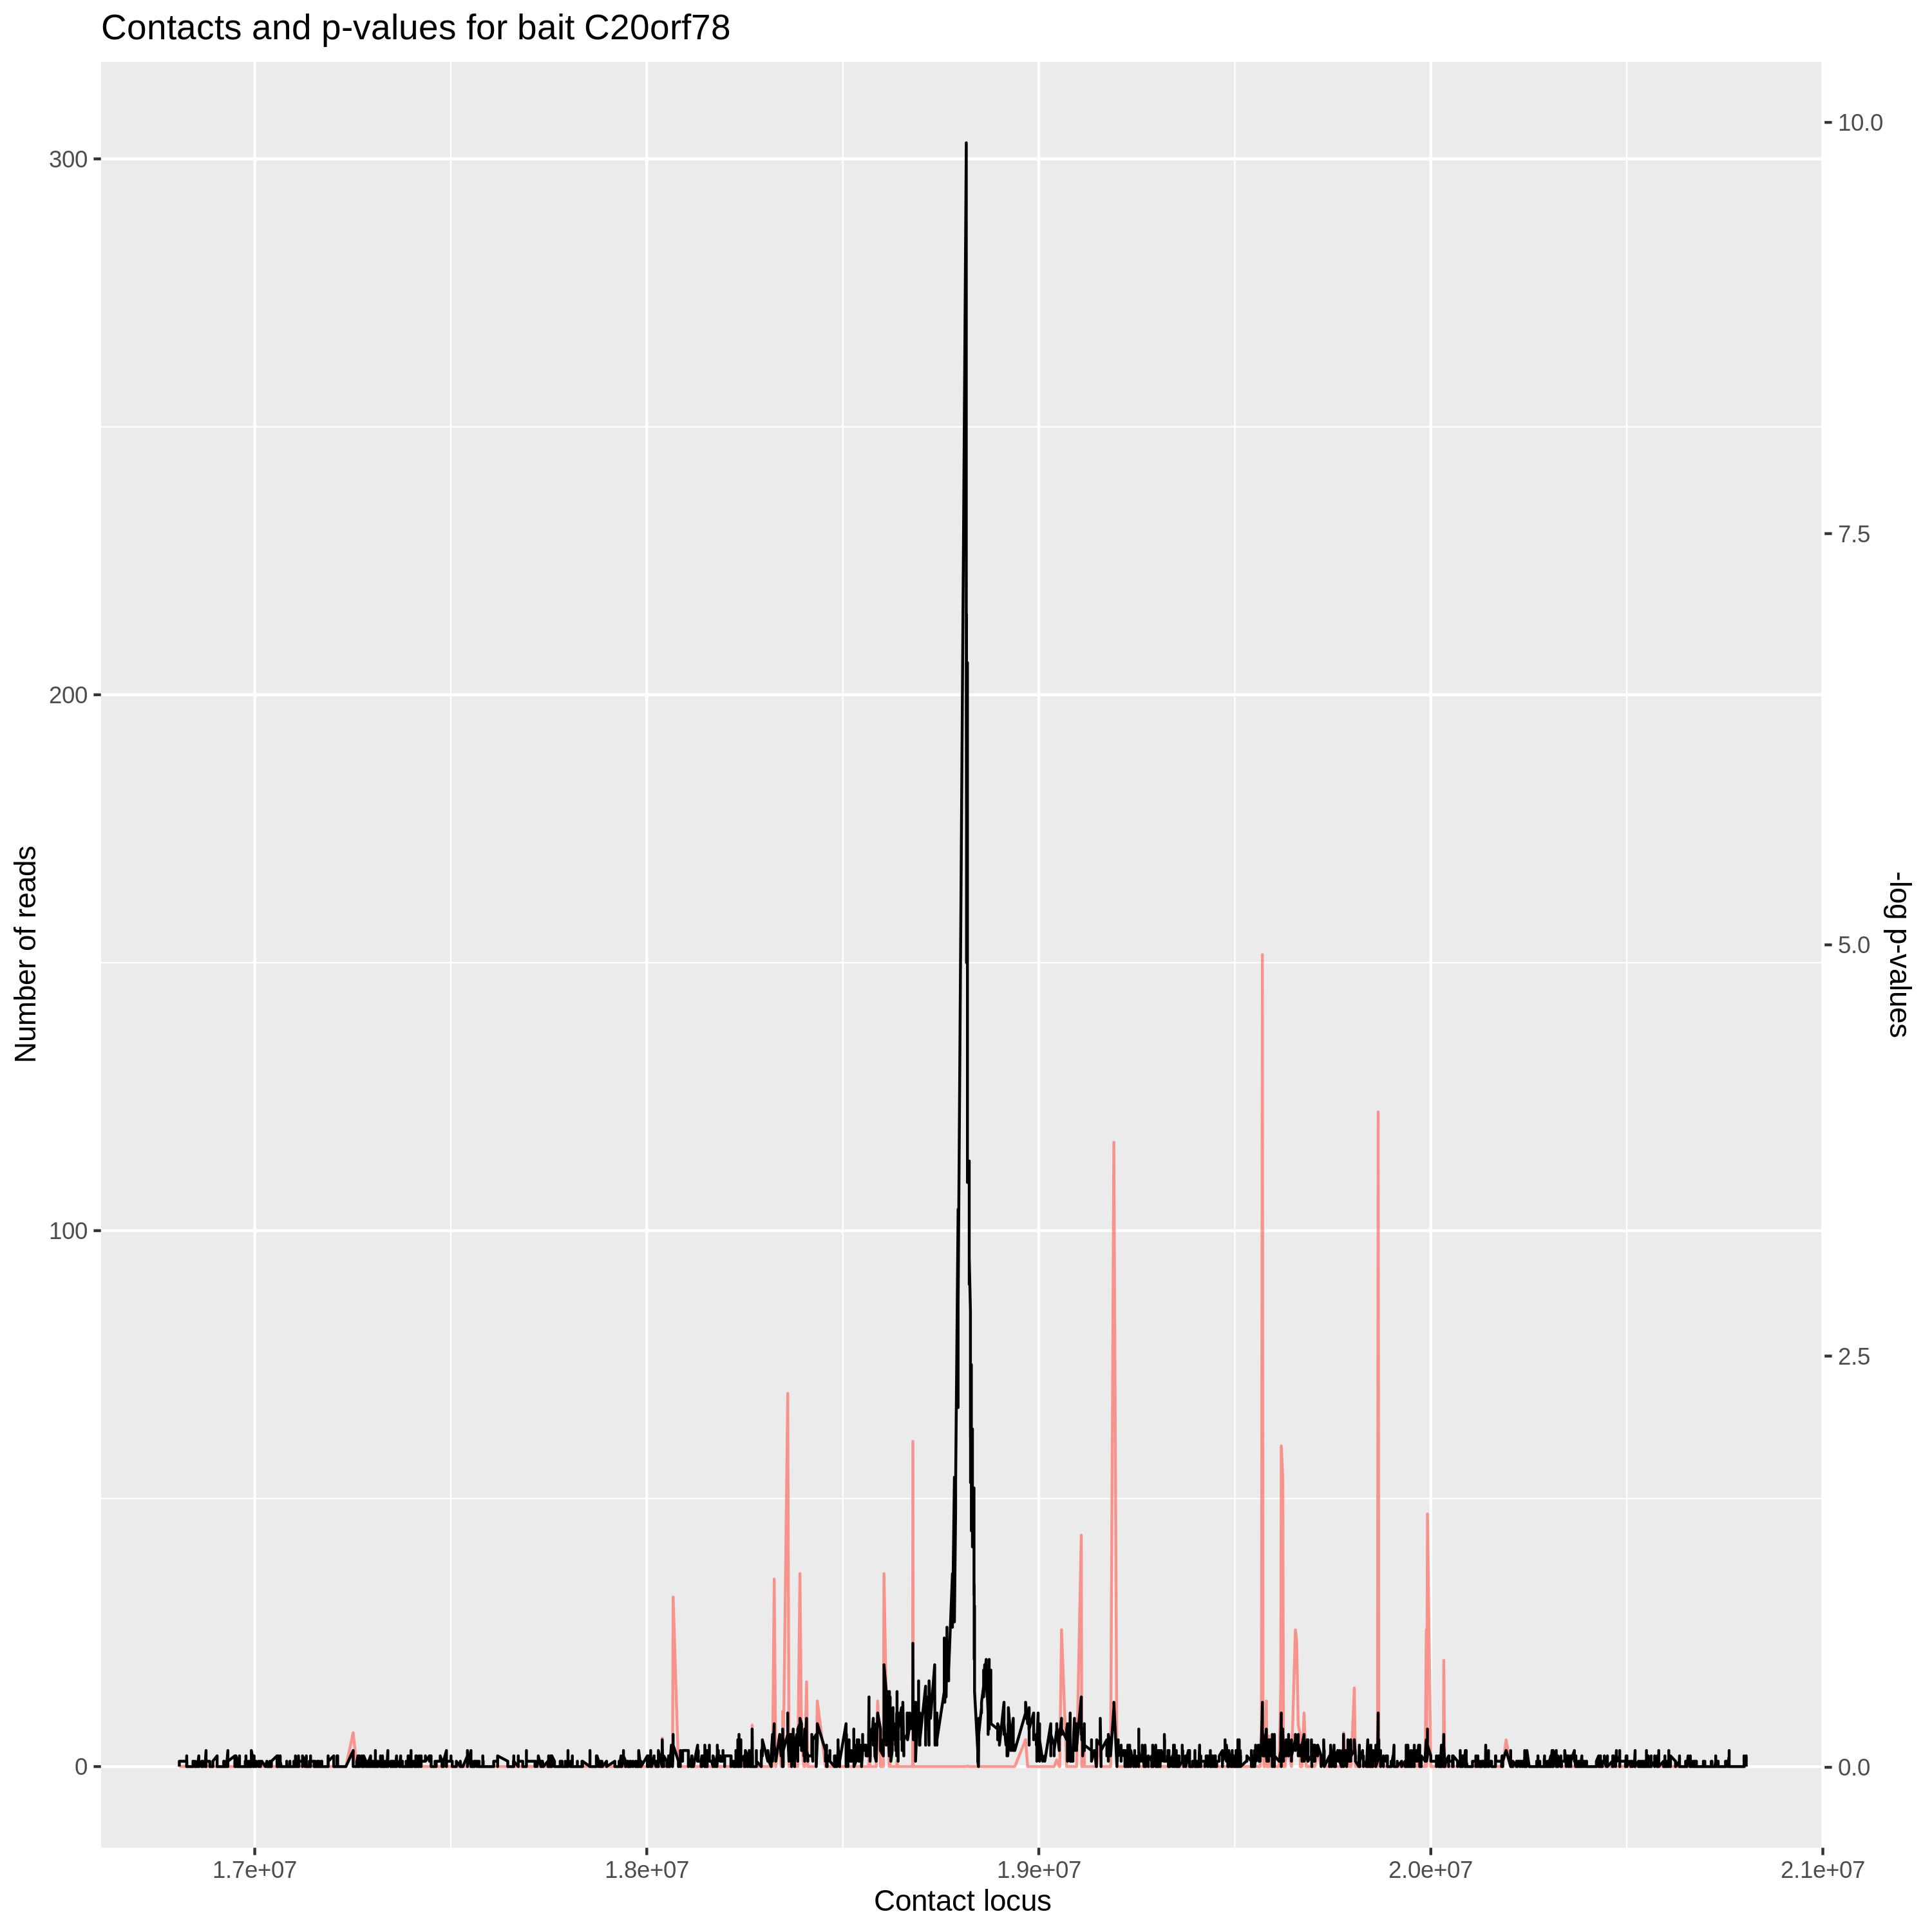 Contacts and p-values for bait C20orf78
300
200
100
0
Number of reads
10.0
7.5
5.0
2.5
0.0
-log p-values
1.7e+07
1.8e+07
1.9e+07
2.0e+07
2.1e+07
Contact locus